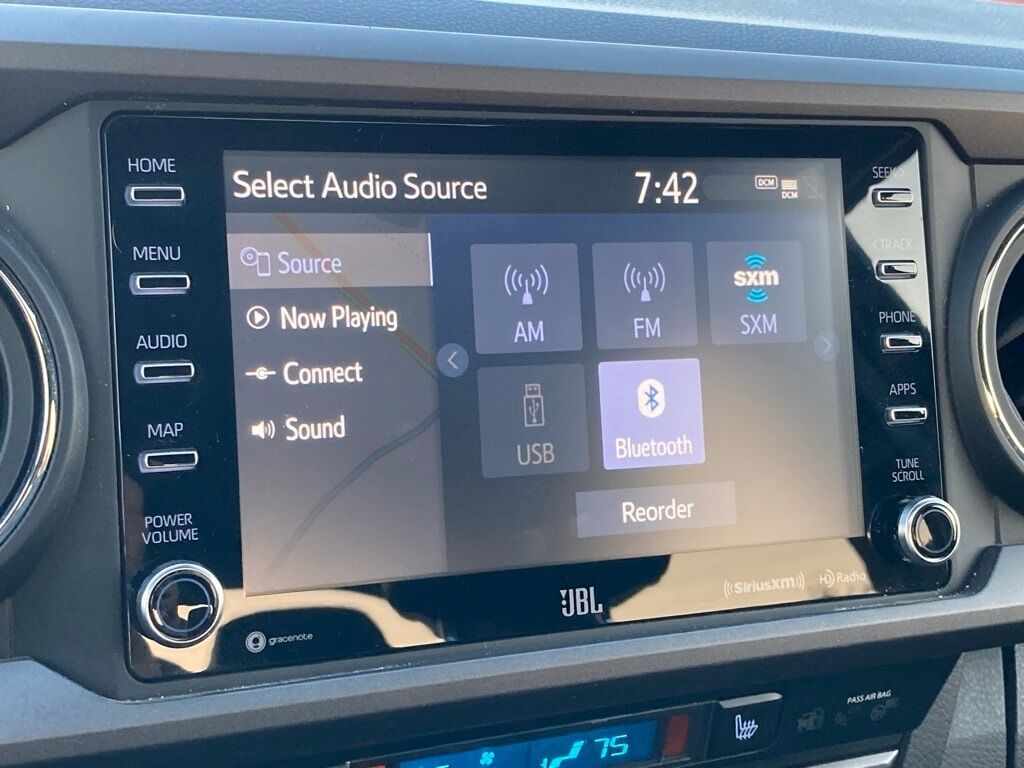 HOME
MENU
AUDIO
MAP
POWER
VOLUME
Select Audio Source
7:42
DCM
DCM
Source
Now Playing
Connect
Sound
AM
FM
sxm
SXM
USB
Bluetooth
Reorder
SEEK>
<TRACK
PHONE
APPS
TUNE
SCROLL
gracenote
JBL
((SiriusXM))
HD Radio
75
PASS AIR BAG